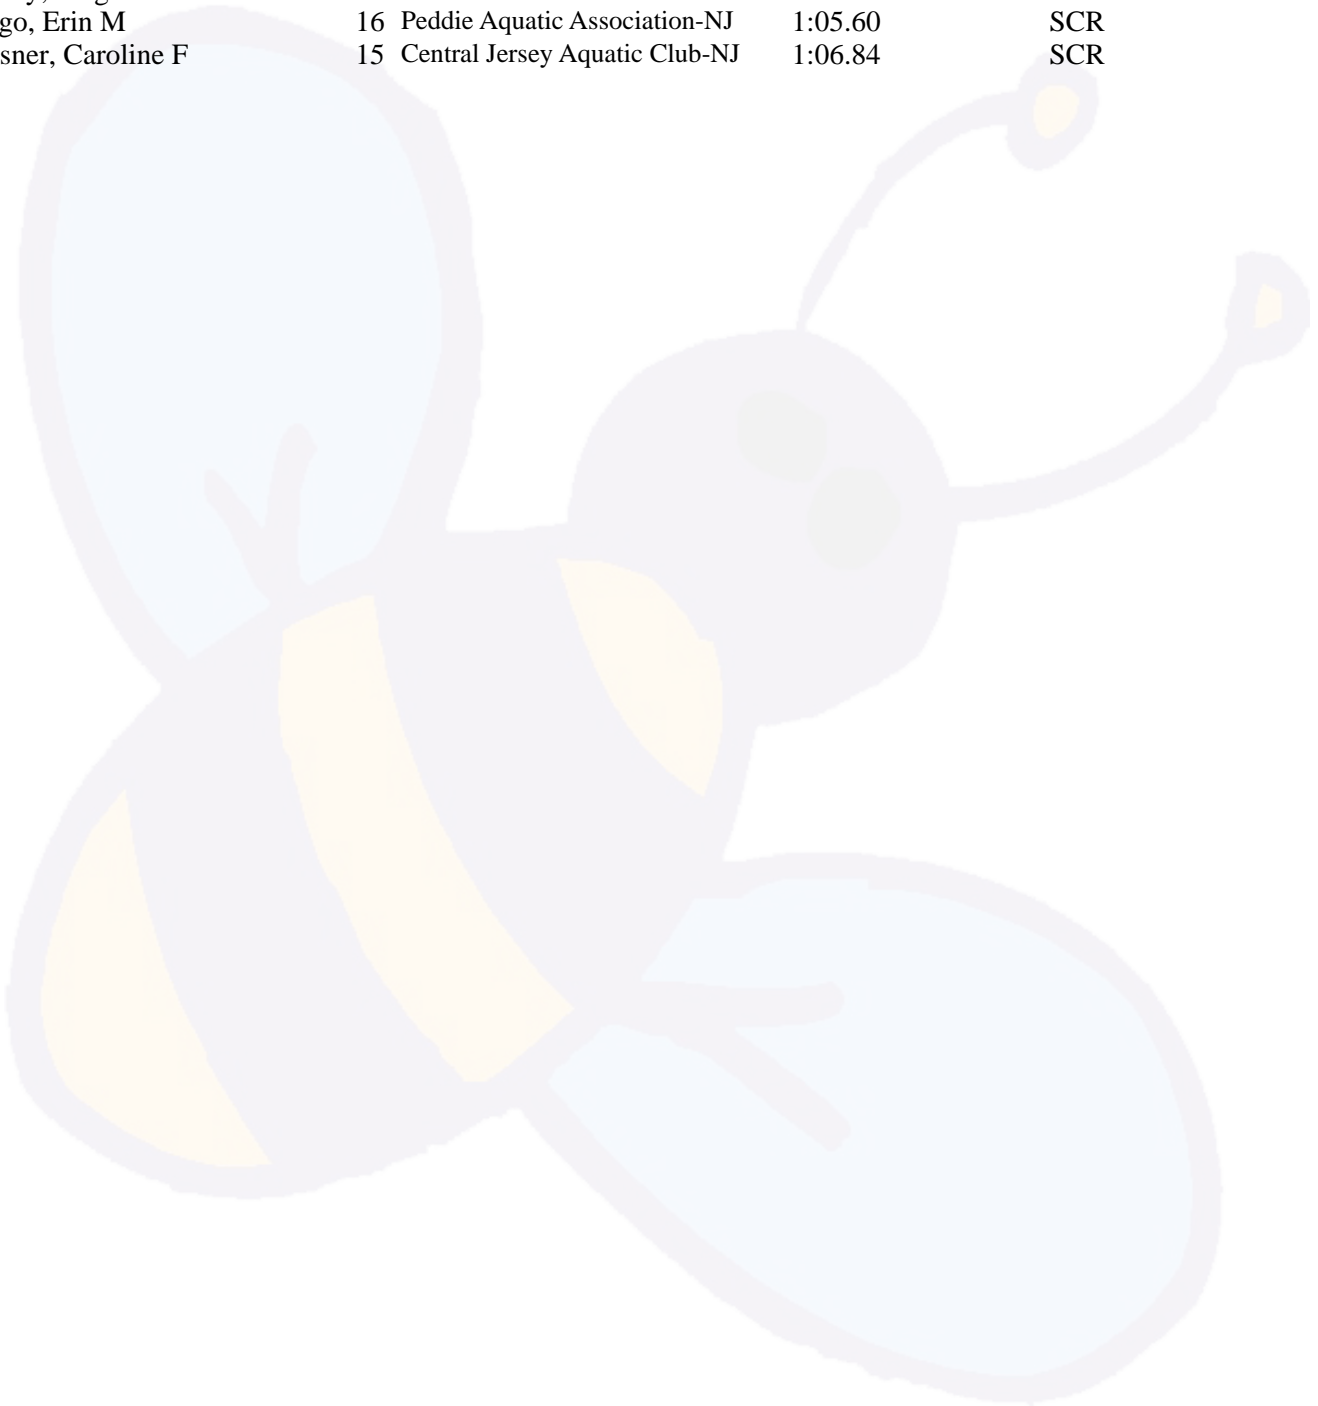 go, Erin M 16 Peddie Aquatic Association-NJ 1:05.60 SCR
sner, Caroline F 15 Central Jersey Aquatic Club-NJ 1:06.84 SCR